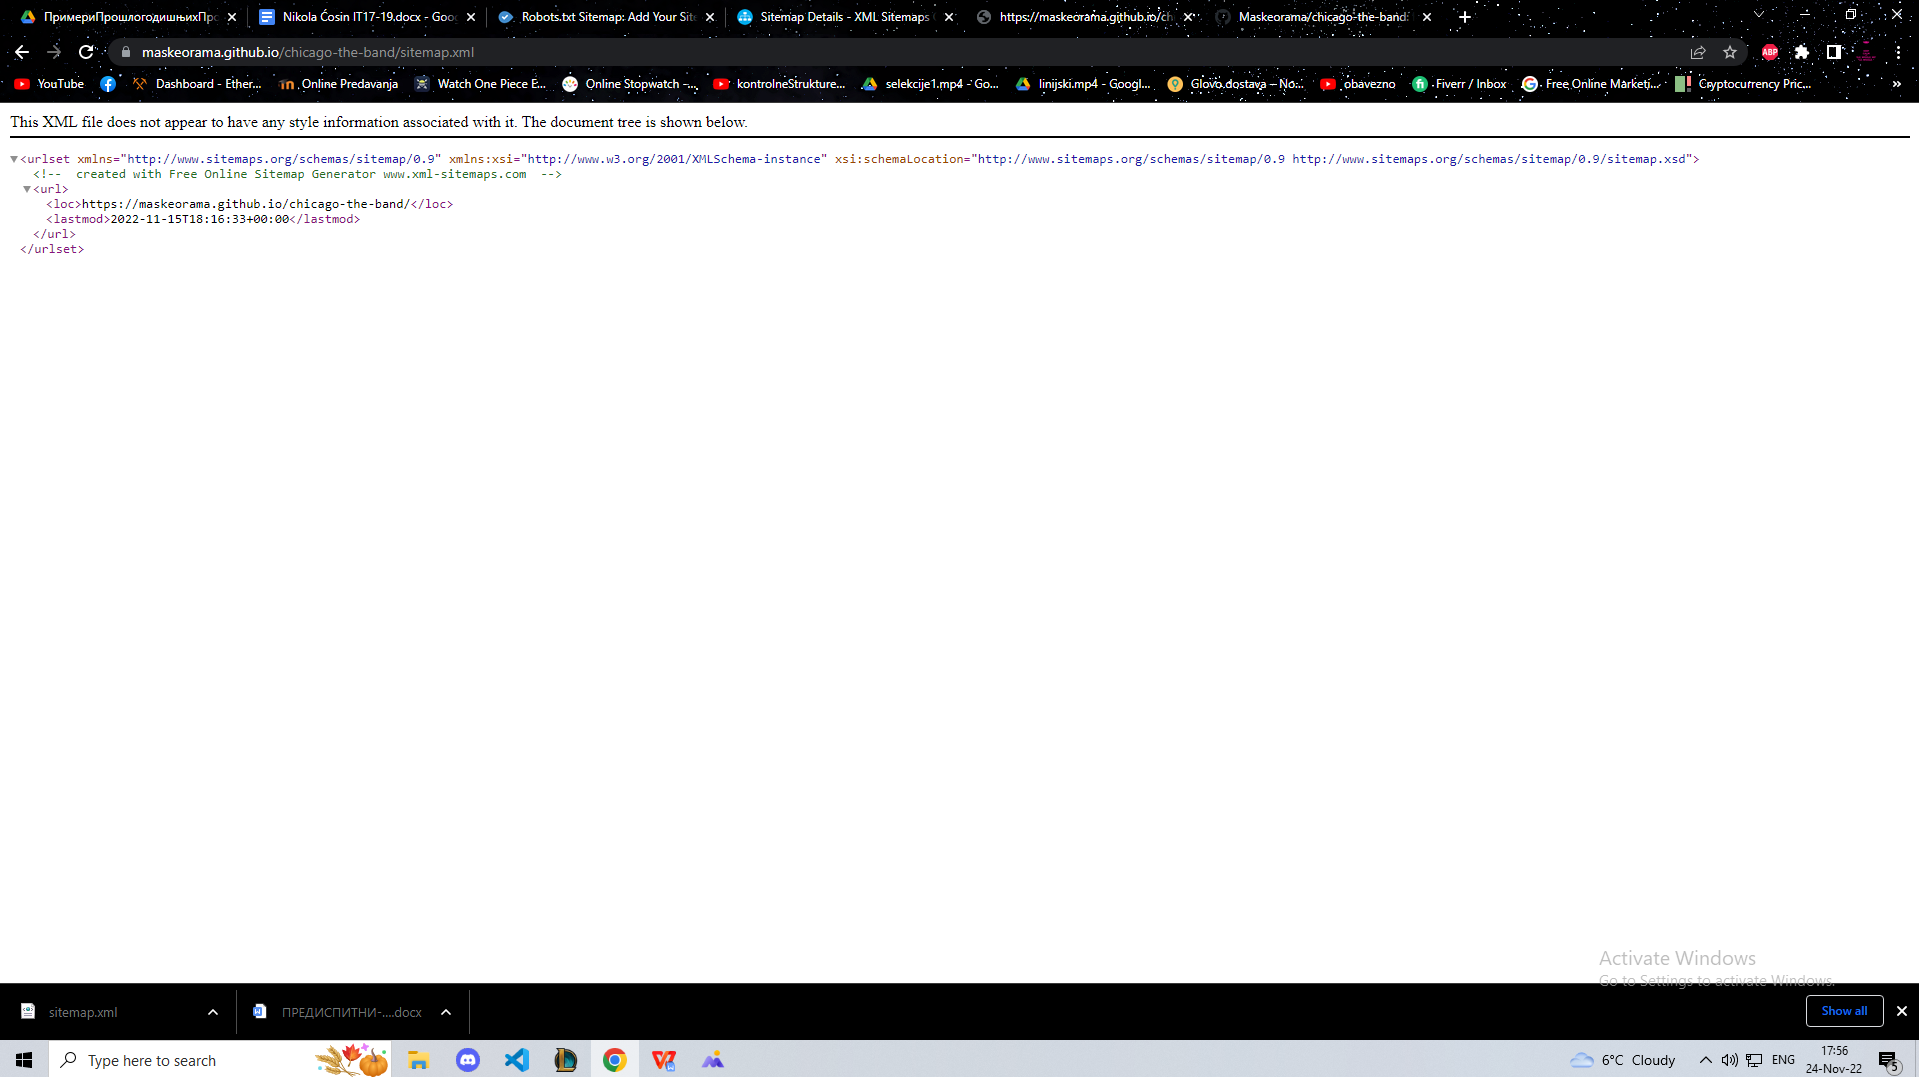 ПримериПрошлогодишњихПро
Nikola Ćosin IT17-19.docx - Goo
Robots.txt Sitemap: Add Your Sit
Sitemap Details - XML Sitemaps
https://maskeorama.github.io/ch
Maskeorama/chicago-the-band:
maskeorama.github.io/chicago-the-band/sitemap.xml
ABP
YouTube
Dashboard - Ether...
Online Predavanja
Watch One Piece E...
Online Stopwatch -...
kontrolneStrukture...
selekcije1.mp4 - Go...
linijski.mp4 - Googl...
Glovo dostava – No...
obavezno
Fiverr / Inbox
Free Online Marketi...
Cryptocurrency Pric...
This XML file does not appear to have any style information associated with it. The document tree is shown below.
<urlset xmlns="http://www.sitemaps.org/schemas/sitemap/0.9" xmlns:xsi="http://www.w3.org/2001/XMLSchema-instance" xsi:schemaLocation="http://www.sitemaps.org/schemas/sitemap/0.9 http://www.sitemaps.org/schemas/sitemap/0.9/sitemap.xsd">
<!-- created with Free Online Sitemap Generator www.xml-sitemaps.com -->
<url>
<loc>https://maskeorama.github.io/chicago-the-band/</loc>
<lastmod>2022-11-15T18:16:33+00:00</lastmod>
</url>
</urlset>
Activate Windows
Go to Settings to activate Windows.
sitemap.xml
ПРЕДИСПИТНИ-....docx
Show all
Type here to search
6°C Cloudy
ENG
17:56
24-Nov-22
5